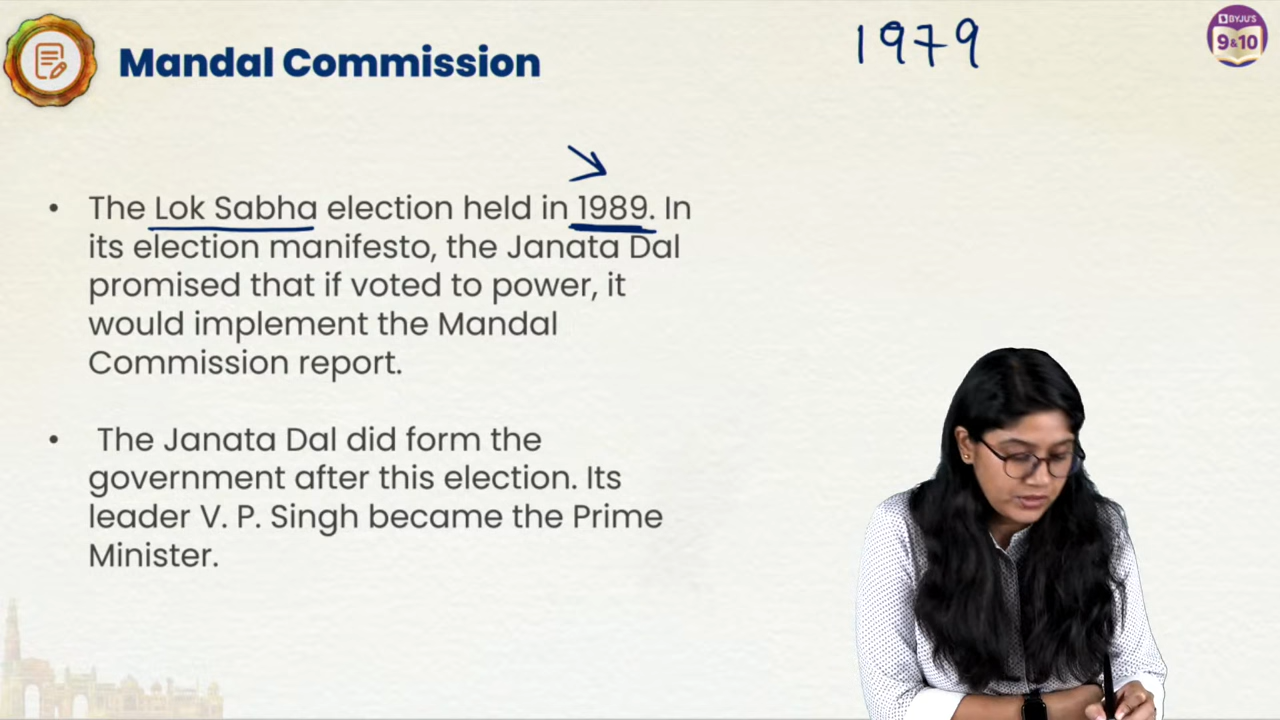 Mandal Commission
1979
BYJU'S
9&10
• The Lok Sabha election held in 1989. In
its election manifesto, the Janata Dal
promised that if voted to power, it
would implement the Mandal
Commission report.
• The Janata Dal did form the
government after this election. Its
leader V. P. Singh became the Prime
Minister.